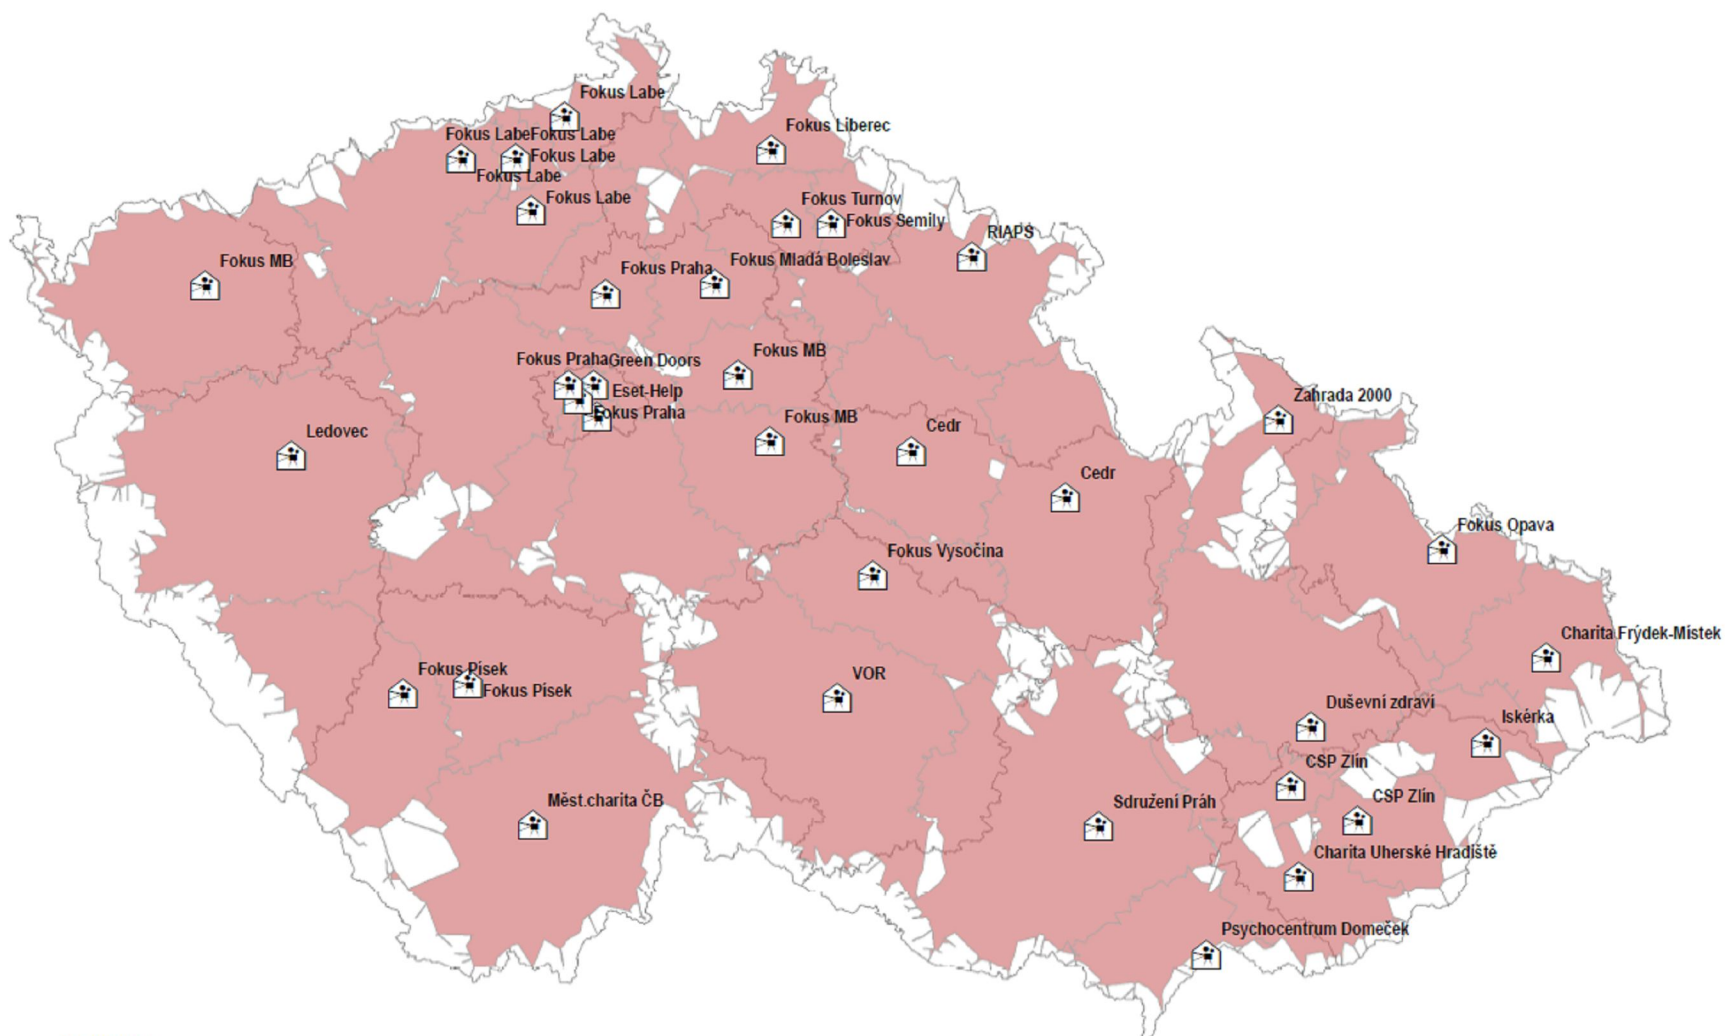 Fokus Labe
Fokus Liberec
Fokus Labe
Fokus Labe
Fokus Labe
Fokus Labe
Fokus Labe
Fokus Turnov
Fokus Semily
RIAPS
Fokus MB
Fokus Praha
Fokus Mladá Boleslav
Fokus Praha
Green Doors
Fokus MB
Eset-Help
Fokus Praha
Zahrada 2000
Ledovec
Fokus MB
Cedr
Cedr
Fokus Opava
Fokus Vysočina
Charita Frýdek-Místek
Fokus Písek
Fokus Písek
VOR
Duševní zdraví
Iskérka
CSP Zlín
Měst.charita ČB
Sdružení Práh
CSP Zlín
Charita Uherské Hradiště
Psychocentrum Domeček